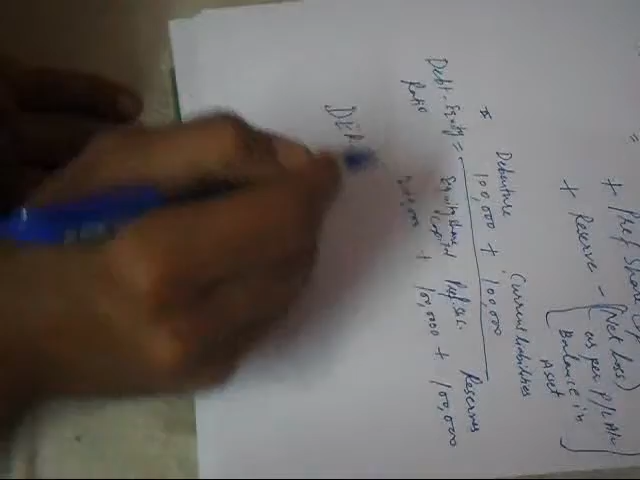 =
+ Pref Share
+ Reserve - (Net loss)
as per P/L A/c
Balance in
Asset
Current liabilities
Debenture
100,000 + 100,000
Debt-Equity =
Ratio
Equity share Capital Pref. s.c. Reserves
+ 100,000 + 100,000
DER